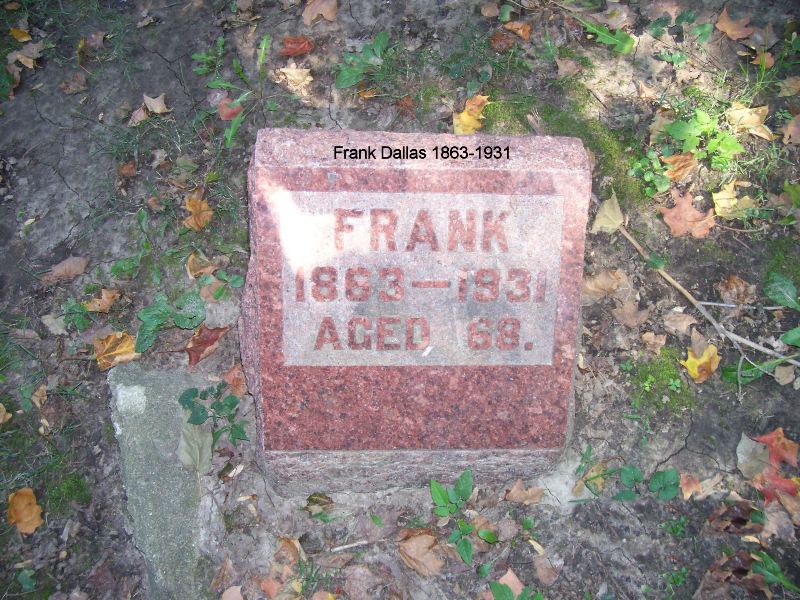 Frank Dallas 1863-1931
FRANK
1863—1931
AGED 68.